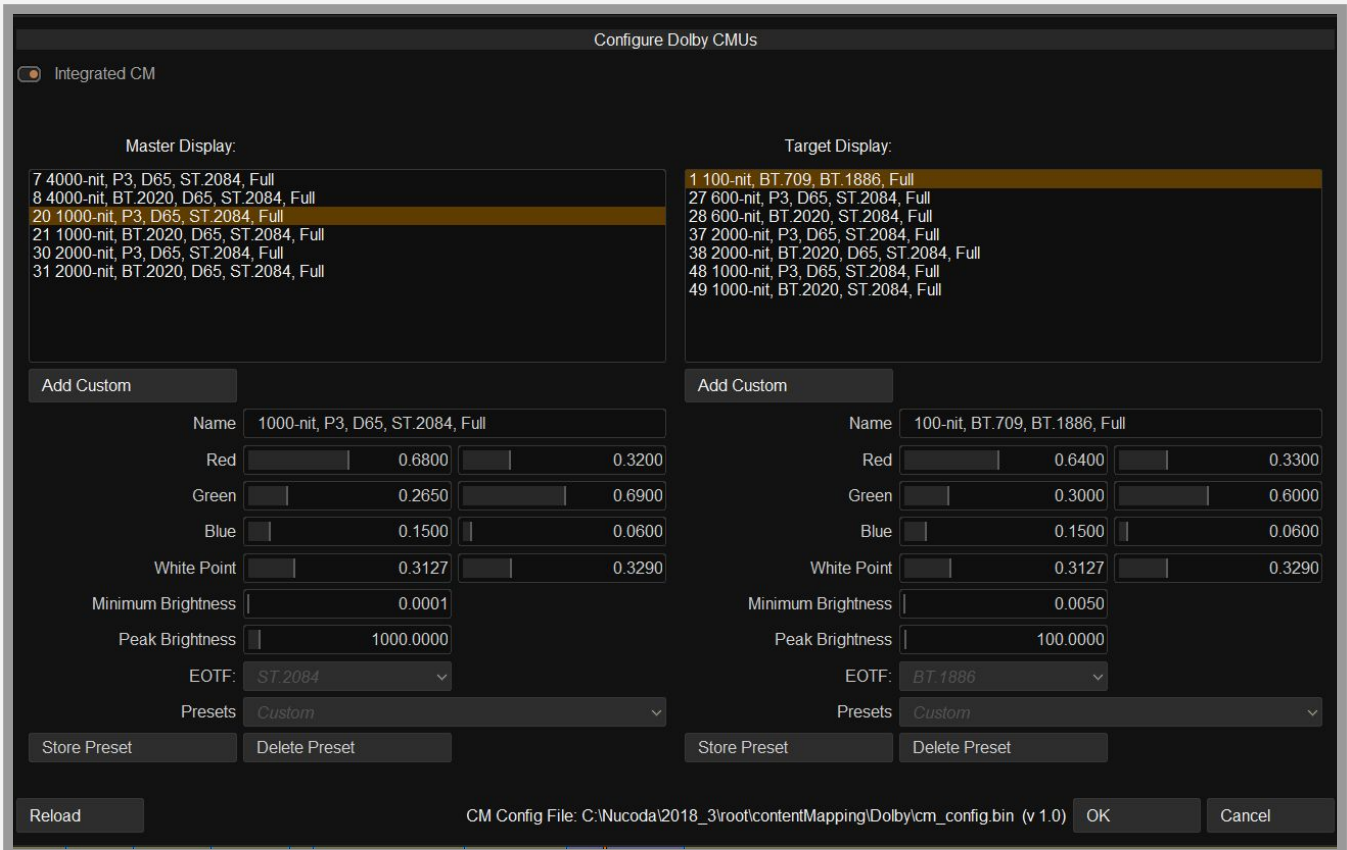 Configure Dolby CMUs
Integrated CM
Master Display:
7 4000-nit, P3, D65, ST.2084, Full
8 4000-nit, BT.2020, D65, ST.2084, Full
20 1000-nit, P3, D65, ST.2084, Full
21 1000-nit, BT.2020, D65, ST.2084, Full
30 2000-nit, P3, D65, ST.2084, Full
31 2000-nit, BT.2020, D65, ST.2084, Full
Add Custom
Name 1000-nit, P3, D65, ST.2084, Full
Red 0.6800 0.3200
Green 0.2650 0.6900
Blue 0.1500 0.0600
White Point 0.3127 0.3290
Minimum Brightness 0.0001
Peak Brightness 1000.0000
EOTF: ST.2084
Presets Custom
Store Preset Delete Preset
Target Display:
1 100-nit, BT.709, BT.1886, Full
27 600-nit, P3, D65, ST.2084, Full
28 600-nit, BT.2020, ST.2084, Full
37 2000-nit, P3, D65, ST.2084, Full
38 2000-nit, BT.2020, D65, ST.2084, Full
48 1000-nit, P3, D65, ST.2084, Full
49 1000-nit, BT.2020, ST.2084, Full
Add Custom
Name 100-nit, BT.709, BT.1886, Full
Red 0.6400 0.3300
Green 0.3000 0.6000
Blue 0.1500 0.0600
White Point 0.3127 0.3290
Minimum Brightness 0.0050
Peak Brightness 100.0000
EOTF: BT.1886
Presets Custom
Store Preset Delete Preset
Reload CM Config File: C:\Nucoda\2018_3\root\contentMapping\Dolby\cm_config.bin (v 1.0) OK Cancel